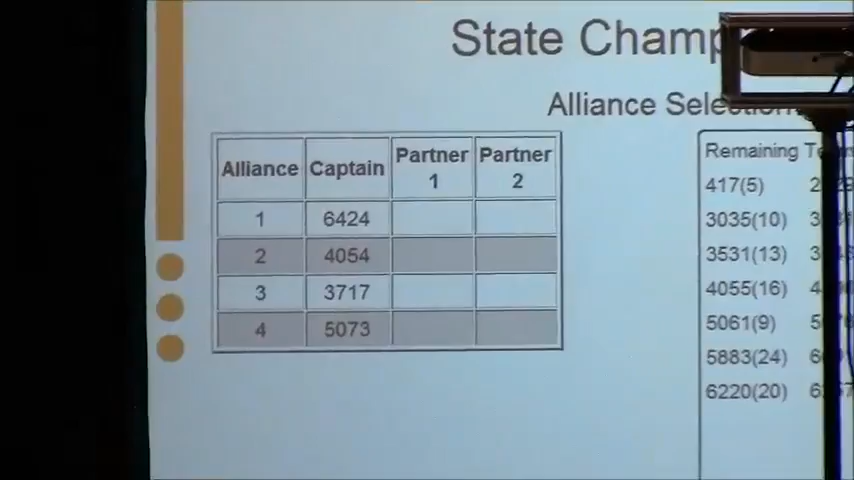 State Champ
Alliance Selection
Alliance Captain Partner 1 Partner 2
1 6424
2 4054
3 3717
4 5073
Remaining
417(5)
3035(10)
3531(13)
4055(16)
5061(9)
5883(24)
6220(20)